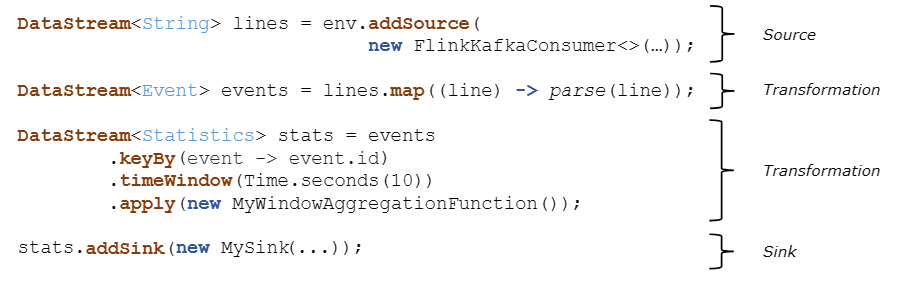 DataStream<String> lines = env.addSource(
new FlinkKafkaConsumer<>(…));
Source
DataStream<Event> events = lines.map((line) -> parse(line));
Transformation
DataStream<Statistics> stats = events
.keyBy(event -> event.id)
.timeWindow(Time.seconds(10))
.apply(new MyWindowAggregationFunction());
Transformation
stats.addSink(new MySink(...));
Sink